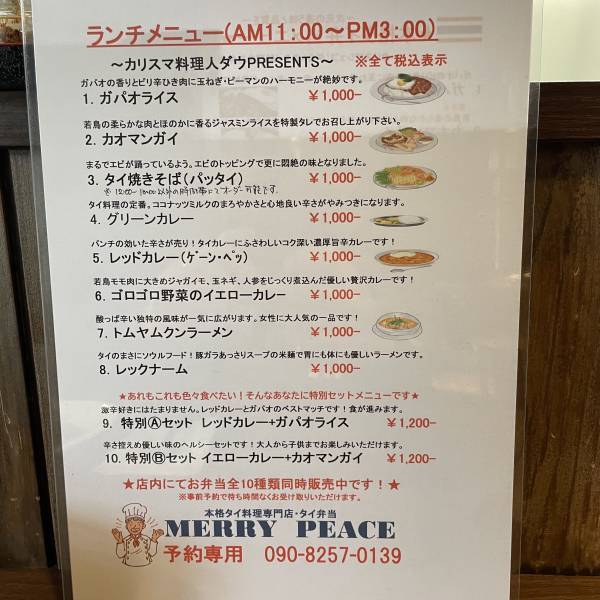 ランチメニュー(AM11:00～PM3:00)
～カリスマ料理人ダウPRESENTS～ ※全て税込表示
ガパオの香りとピリ辛ひき肉に玉ねぎ・ピーマンのハーモニーが絶妙です。
1. ガパオライス ￥1,000-
若鳥の柔らかな肉とほのかに香るジャスミンライスを特製タレでお召し上がり下さい。
2. カオマンガイ ￥1,000-
まるでエビが踊っているよう。エビのトッピングで更に悶絶の味となりました。
3. タイ焼きそば(パッタイ) ￥1,000-
以外の時間帯にてオーダー可能です.
タイ料理の定番。ココナッツミルクのまろやかさと心地良い辛さがやみつきになります。
4. グリーンカレー ￥1,000-
パンチの効いた辛さが売り！タイカレーにふさわしいコク深い濃厚旨辛カレーです！
5. レッドカレー(ゲーン・ペッ) ￥1,000-
若鳥モモ肉に大きめジャガイモ、玉ネギ、人参をじっくり煮込んだ優しい贅沢カレーです！
6. ゴロゴロ野菜のイエローカレー ￥1,000-
酸っぱ辛い独特の風味が一気に広がります。女性に大人気の一品です！
7. トムヤムクンラーメン ￥1,000-
タイのまさにソウルフード！豚ガラあっさりスープの米麺で胃にも体にも優しいラーメンです。
8. レックナーム ￥1,000-
★あれもこれも色々食べたい！そんなあなたに特別セットメニューです★
激辛好きにはたまりません。レッドカレーとガパオのベストマッチです！食が進みます。
9. 特別Ⓐセット レッドカレー+ガパオライス ￥1,200-
辛さ控えめ優しい味のヘルシーセットです！大人から子供までお楽しみいただけます。
10. 特別Ⓑセット イエローカレー+カオマンガイ ￥1,200-
★店内にてお弁当全10種類同時販売中です！★
※事前予約で待ち時間なくお受け取りいただけます。
本格タイ料理専門店・タイ弁当
MERRY PEACE
予約専用 090-8257-0139